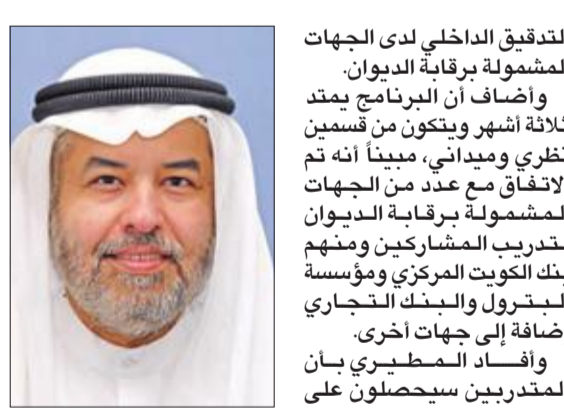 لتدقيق الداخلي لدى الجهات
لمشمولة برقابة الديوان.
وأضاف أن البرنامج يمتد
ثلاثة أشهر ويتكون من قسمين
نظري وميداني، مبيناً أنه تم
لاتفاق مع عدد من الجهات
لمشمولة برقابة الديوان
لتدريب المشاركين ومنهم
بنك الكويت المركزي ومؤسسة
لبترول والبنك التجاري
ضافة إلى جهات أخرى.
وأفاد المطيري بأن
لمتدربين سيحصلون على